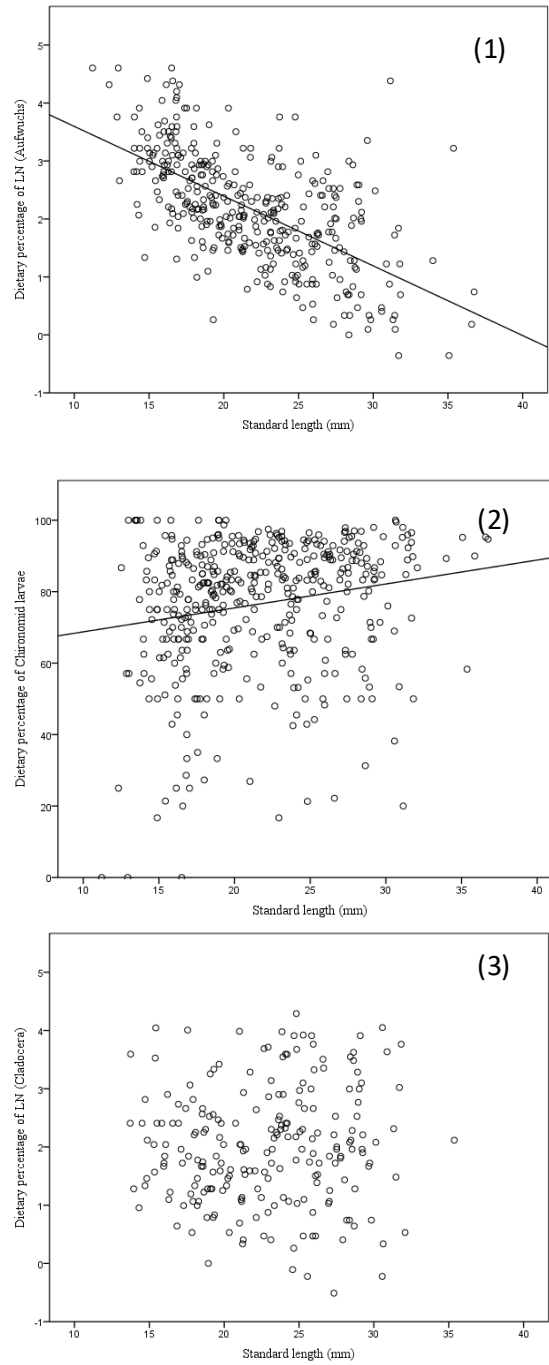 (1)
Dietary percentage of LN (Aufwuchs)
5
4
3
2
1
0
-1
10 15 20 25 30 35 40
Standard length (mm)
(2)
Dietary percentage of Chironomid larvae
100
80
60
40
20
0
10 15 20 25 30 35 40
Standard length (mm)
(3)
Dietary percentage of LN (Cladocera)
5
4
3
2
1
0
-1
10 15 20 25 30 35 40
Standard length (mm)